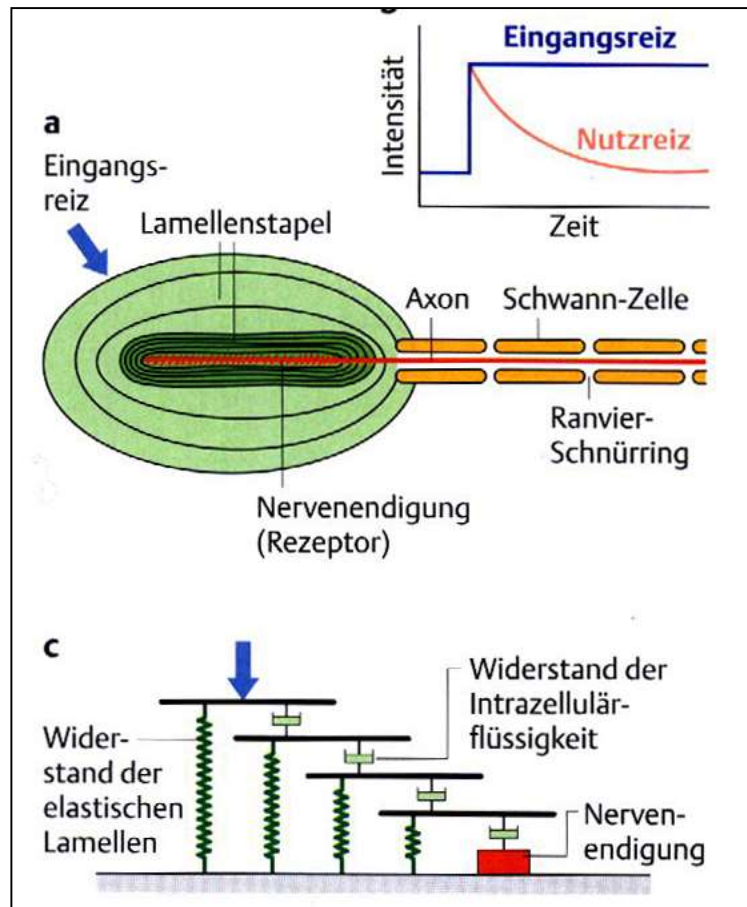 Eingangsreiz
Intensität
Nutzreiz
Zeit
a
Eingangs-
reiz
Lamellenstapel
Axon
Schwann-Zelle
Ranvier-
Schnürring
Nervenendigung
(Rezeptor)
c
Widerstand der
Intrazellulär-
flüssigkeit
Wider-
stand der
elastischen
Lamellen
Nerven-
endigung